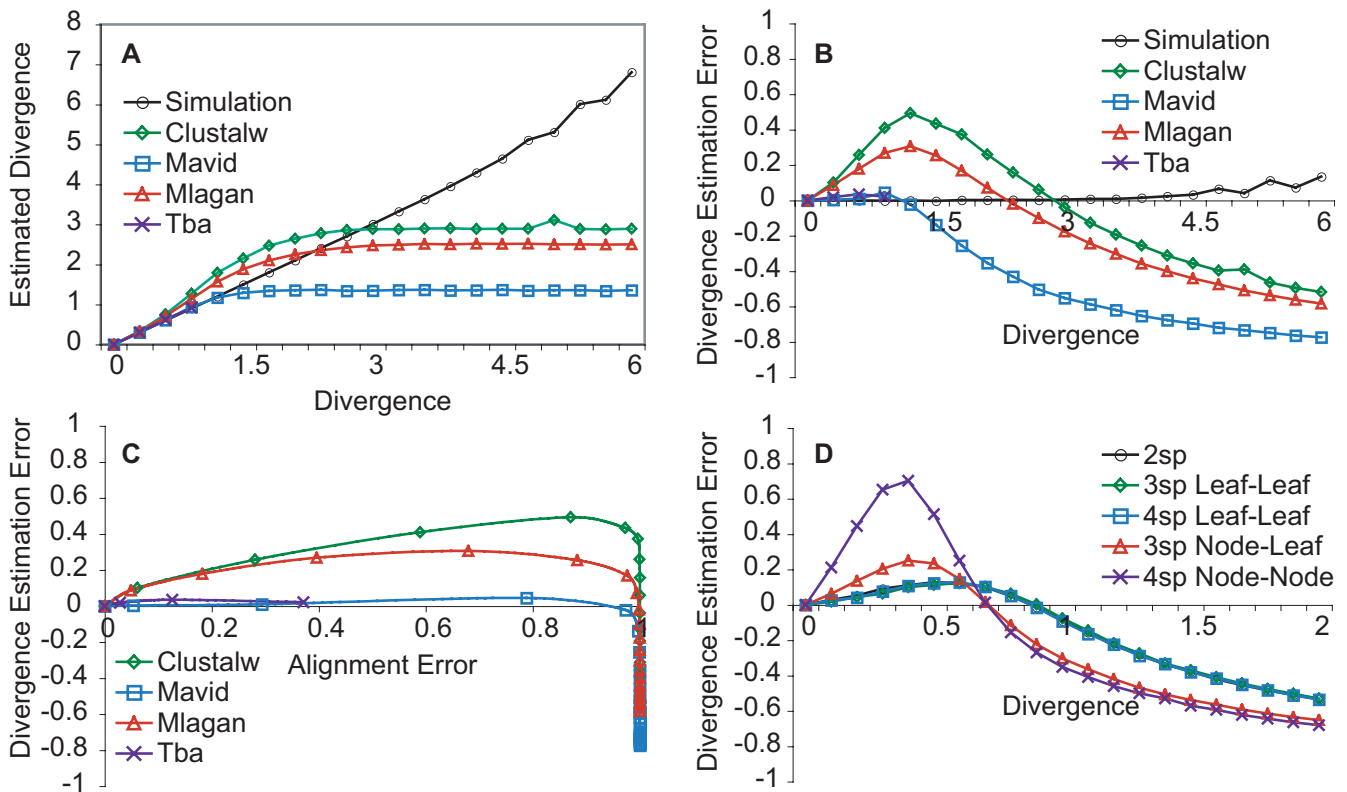 A
Estimated Divergence
8
7
6
5
4
3
2
1
0
Simulation
Clustalw
Mavid
Mlagan
Tba
0 1.5 3 4.5 6
Divergence
B
Divergence Estimation Error
1
0.8
0.6
0.4
0.2
0
-0.2
-0.4
-0.6
-0.8
-1
Simulation
Clustalw
Mavid
Mlagan
Tba
0 1.5 3 4.5 6
Divergence
C
Divergence Estimation Error
1
0.8
0.6
0.4
0.2
0
-0.2
-0.4
-0.6
-0.8
-1
0 0.2 0.4 0.6 0.8 1
Alignment Error
Clustalw
Mavid
Mlagan
Tba
D
Divergence Estimation Error
1
0.8
0.6
0.4
0.2
0
-0.2
-0.4
-0.6
-0.8
-1
2sp
3sp Leaf-Leaf
4sp Leaf-Leaf
3sp Node-Leaf
4sp Node-Node
0 0.5 1 1.5 2
Divergence